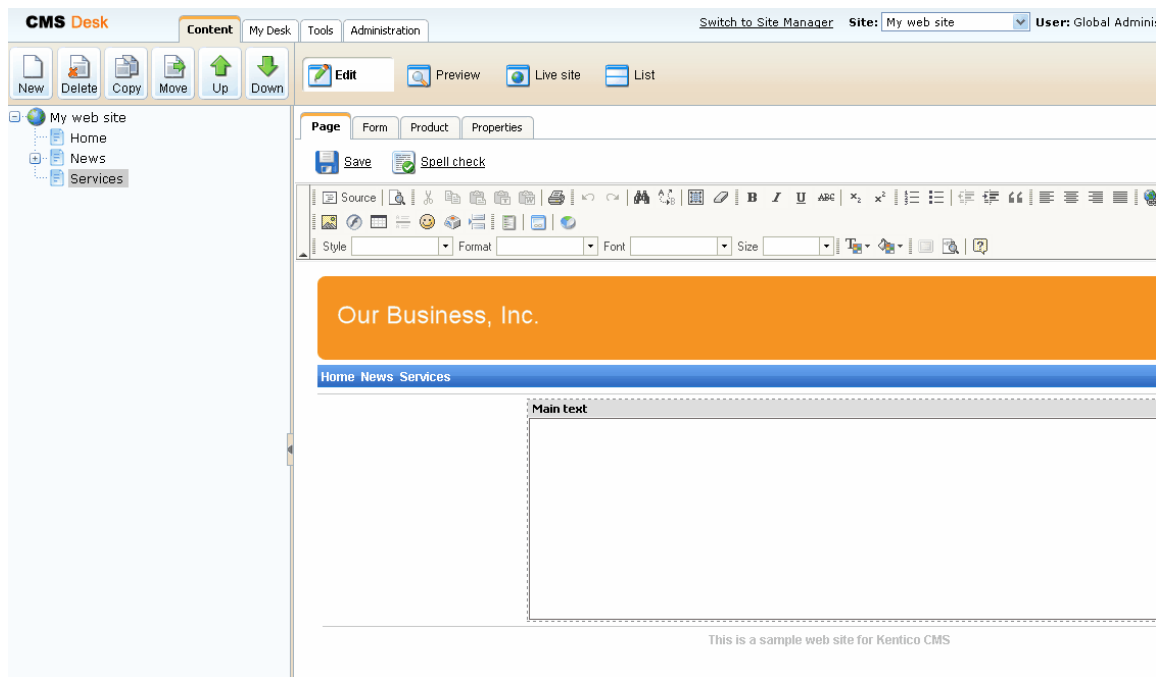 CMS Desk
Content My Desk Tools Administration
Switch to Site Manager Site: My web site User: Global Adminis
New Delete Copy Move Up Down
Edit Preview Live site List
My web site
Home
News
Services
Page Form Product Properties
Save Spell check
Source B I U ABC x₂ x²
Style Format Font Size
Our Business, Inc.
Home News Services
Main text
This is a sample web site for Kentico CMS